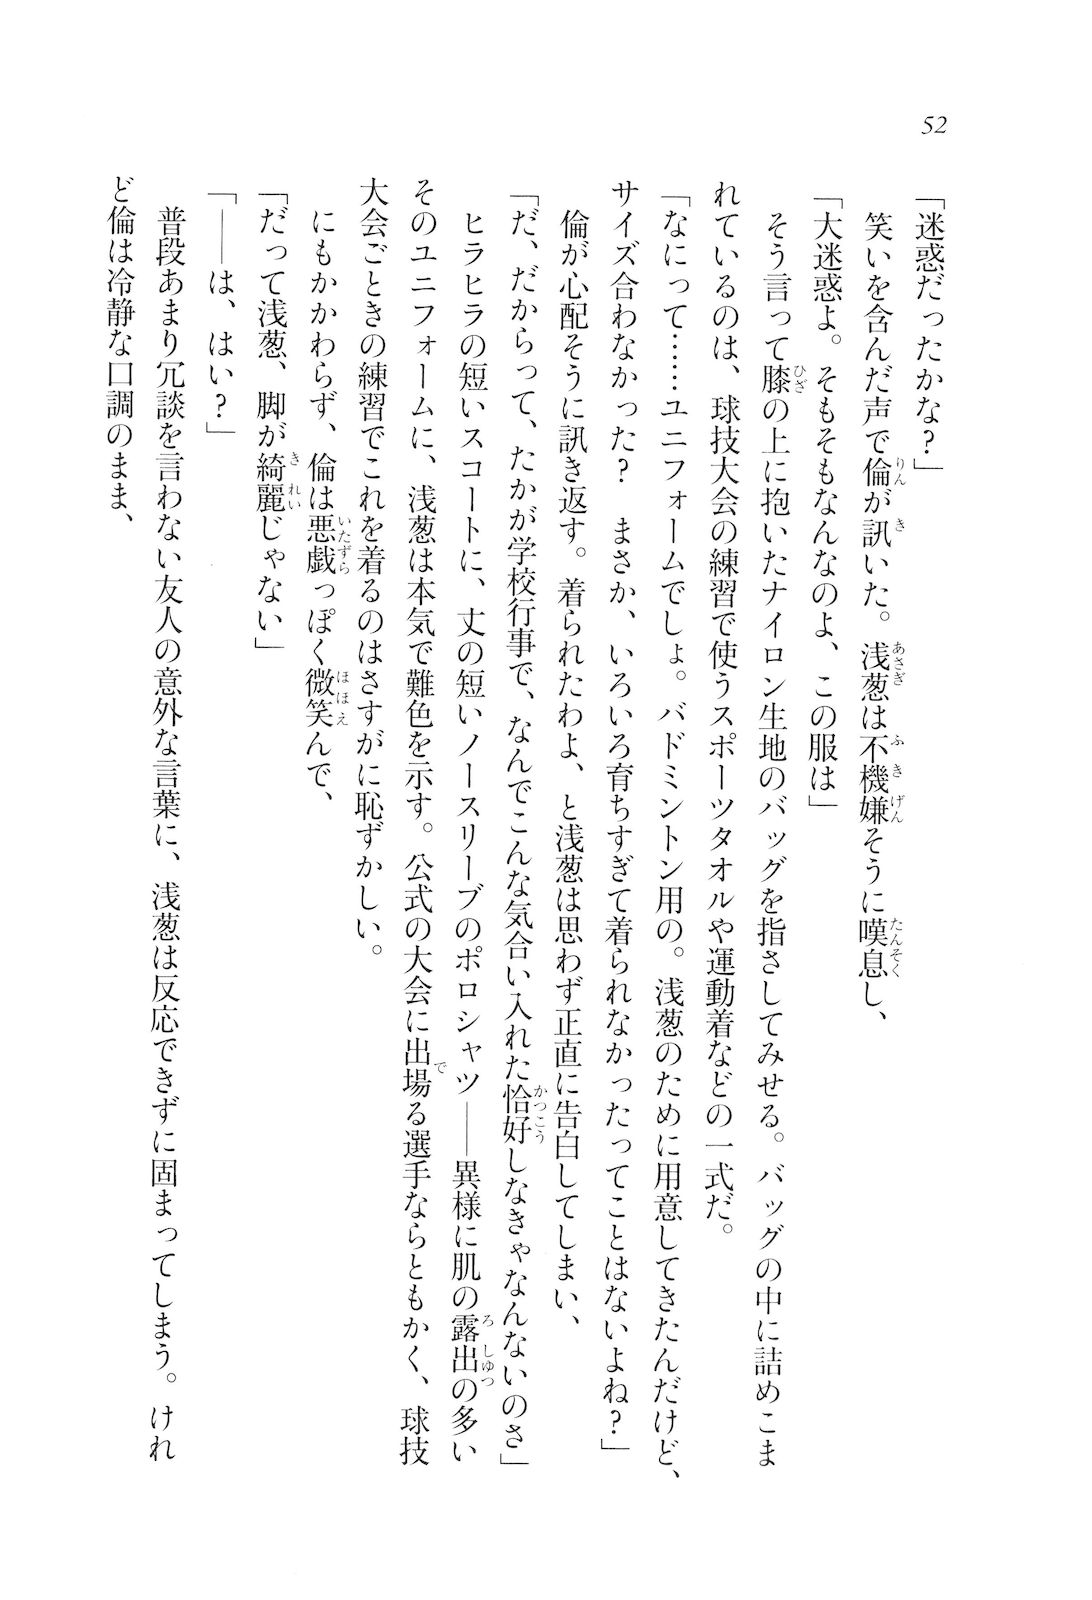 52
「迷惑だったかな？」
笑いを含んだ声で倫が訊いた。浅葱は不機嫌そうに嘆息し、
「大迷惑よ。そもそもなんなのよ、この服は」
そう言って膝の上に抱いたナイロン生地のバッグを指さしてみせる。バッグの中に詰めこま
れているのは、球技大会の練習で使うスポーツタオルや運動着などの一式だ。
「なにって……ユニフォームでしょ。バドミントン用の。浅葱のために用意してきたんだけど、
サイズ合わなかった？　まさか、いろいろ育ちすぎて着られなかったってことはないよね？」
倫が心配そうに訊き返す。着られたわよ、と浅葱は思わず正直に告白してしまい、
「だ、だからって、たかが学校行事で、なんでこんな気合い入れた恰好しなきゃなんないのさ」
ヒラヒラの短いスコートに、丈の短いノースリーブのポロシャツ――異様に肌の露出の多い
そのユニフォームに、浅葱は本気で難色を示す。公式の大会に出場る選手ならともかく、球技
大会ごときの練習でこれを着るのはさすがに恥ずかしい。
にもかかわらず、倫は悪戯っぽく微笑んで、
「だって浅葱、脚が綺麗じゃない」
「――は、はい？」
普段あまり冗談を言わない友人の意外な言葉に、浅葱は反応できずに固まってしまう。けれ
ど倫は冷静な口調のまま、